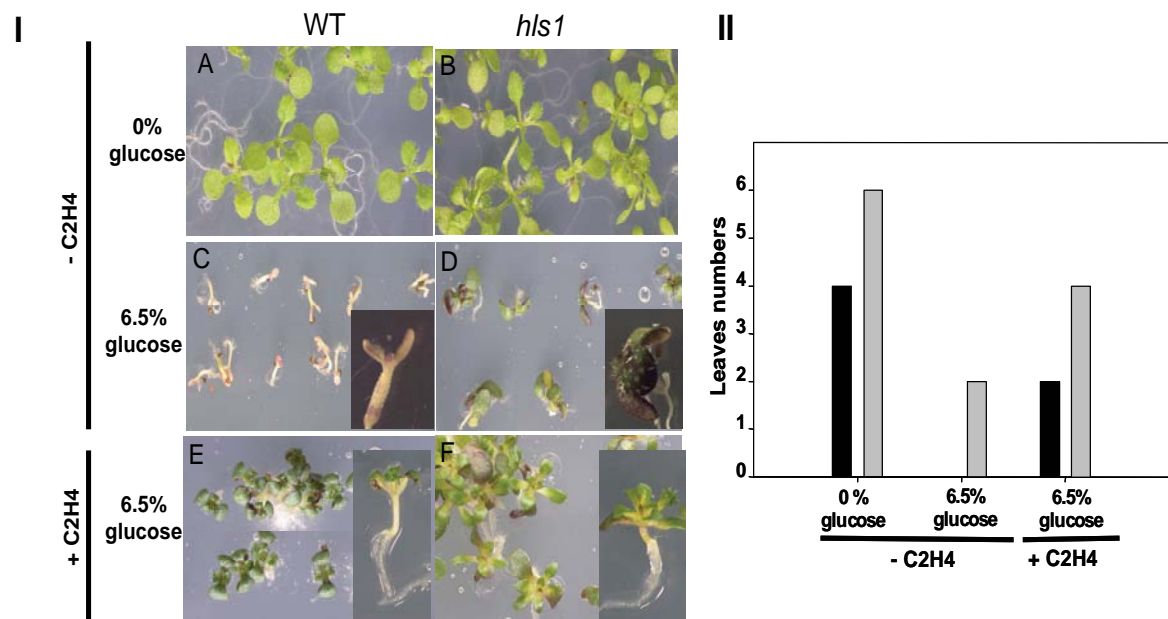 I
WT
hls1
II
- C2H4
0%
glucose
A
B
6.5%
glucose
C
D
+ C2H4
6.5%
glucose
E
F
Leaves numbers
6
5
4
3
2
1
0
0 %
glucose
6.5%
glucose
6.5%
glucose
- C2H4
+ C2H4